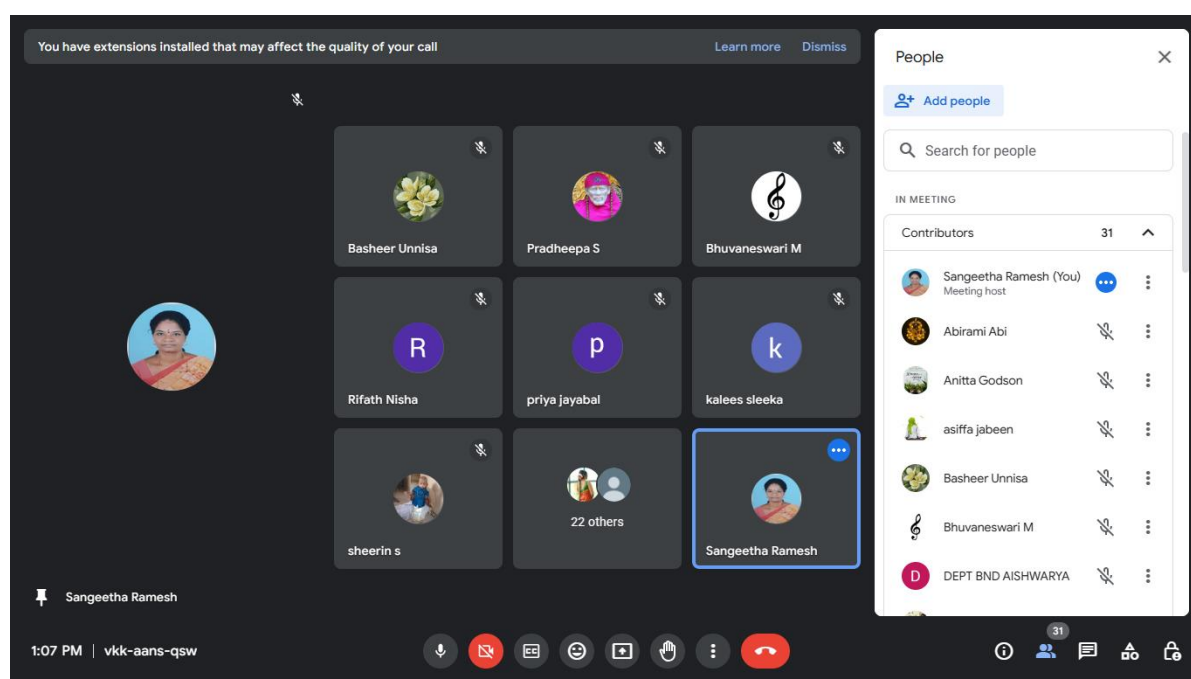 You have extensions installed that may affect the quality of your call
Learn more
Dismiss
Basheer Unnisa
Pradheepa S
Bhuvaneswari M
R
Rifath Nisha
p
priya jayabal
k
kalees sleeka
sheerin s
22 others
Sangeetha Ramesh
Sangeetha Ramesh
1:07 PM | vkk-aans-qsw
CC
People
Add people
Search for people
IN MEETING
Contributors 31
Sangeetha Ramesh (You)
Meeting host
Abirami Abi
Anitta Godson
asiffa jabeen
Basheer Unnisa
Bhuvaneswari M
D DEPT BND AISHWARYA
31